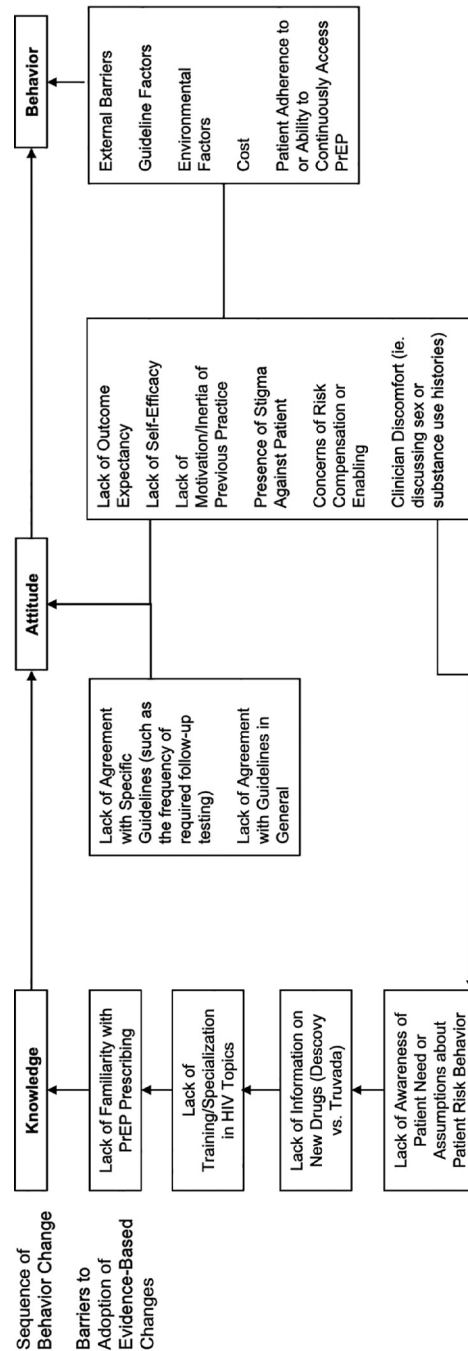 Sequence of
Behavior Change
Knowledge
Attitude
Behavior
Barriers to
Adoption of
Evidence-Based
Changes
Lack of Familiarity with
PrEP Prescribing
Lack of
Training/Specialization
in HIV Topics
Lack of Information on
New Drugs (Descovy
vs. Truvada)
Lack of Awareness of
Patient Need or
Assumptions about
Patient Risk Behavior
Lack of Agreement
with Specific
Guidelines (such as
the frequency of
required follow-up
testing)
Lack of Agreement
with Guidelines in
General
Lack of Outcome
Expectancy
Lack of Self-Efficacy
Lack of
Motivation/Inertia of
Previous Practice
Presence of Stigma
Against Patient
Concerns of Risk
Compensation or
Enabling
Clinician Discomfort (ie.
discussing sex or
substance use histories)
External Barriers
Guideline Factors
Environmental
Factors
Cost
Patient Adherence to
or Ability to
Continuously Access
PrEP